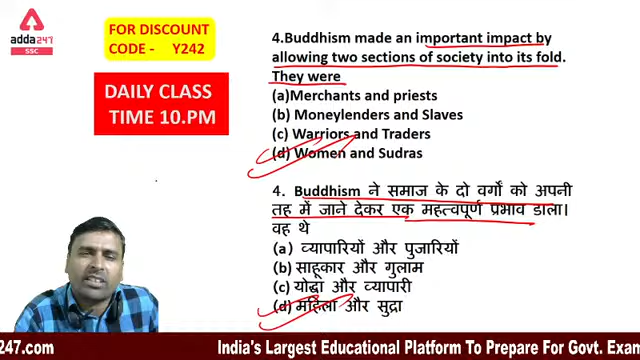 adda247
SSC
FOR DISCOUNT
CODE - Y242
DAILY CLASS
TIME 10.PM
4.Buddhism made an important impact by
allowing two sections of society into its fold.
They were
(a)Merchants and priests
(b) Moneylenders and Slaves
(c) Warriors and Traders
(d) Women and Sudras
4. Buddhism ने समाज के दो वर्गों को अपनी
तह में जाने देकर एक महत्वपूर्ण प्रभाव डाला।
वह थे
(a) व्यापारियों और पुजारियों
(b) साहूकार और गुलाम
(c) योद्धा और व्यापारी
(d) महिला और सुद्रा
247.com
India's Largest Educational Platform To Prepare For Govt. Exam